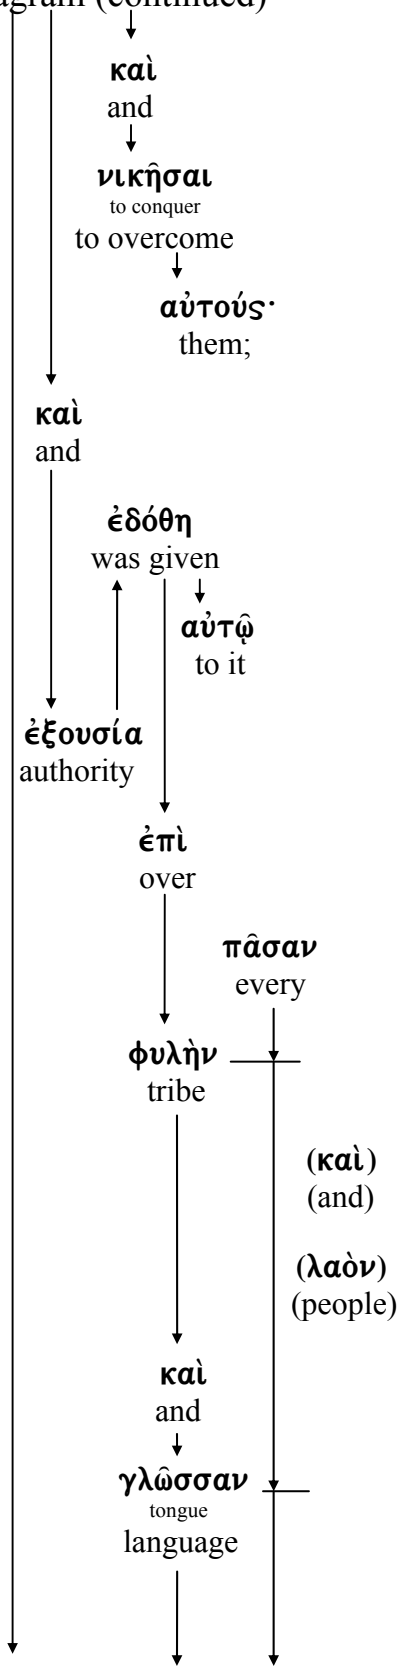 agram (continued)
καὶ
and
νικῆσαι
to conquer
to overcome
αὐτούς·
them;
καὶ
and
ἐδόθη
was given
αὐτῷ
to it
ἐξουσία
authority
ἐπὶ
over
πᾶσαν
every
φυλὴν
tribe
(καὶ)
(and)
(λαὸν)
(people)
καὶ
and
γλῶσσαν
tongue
language